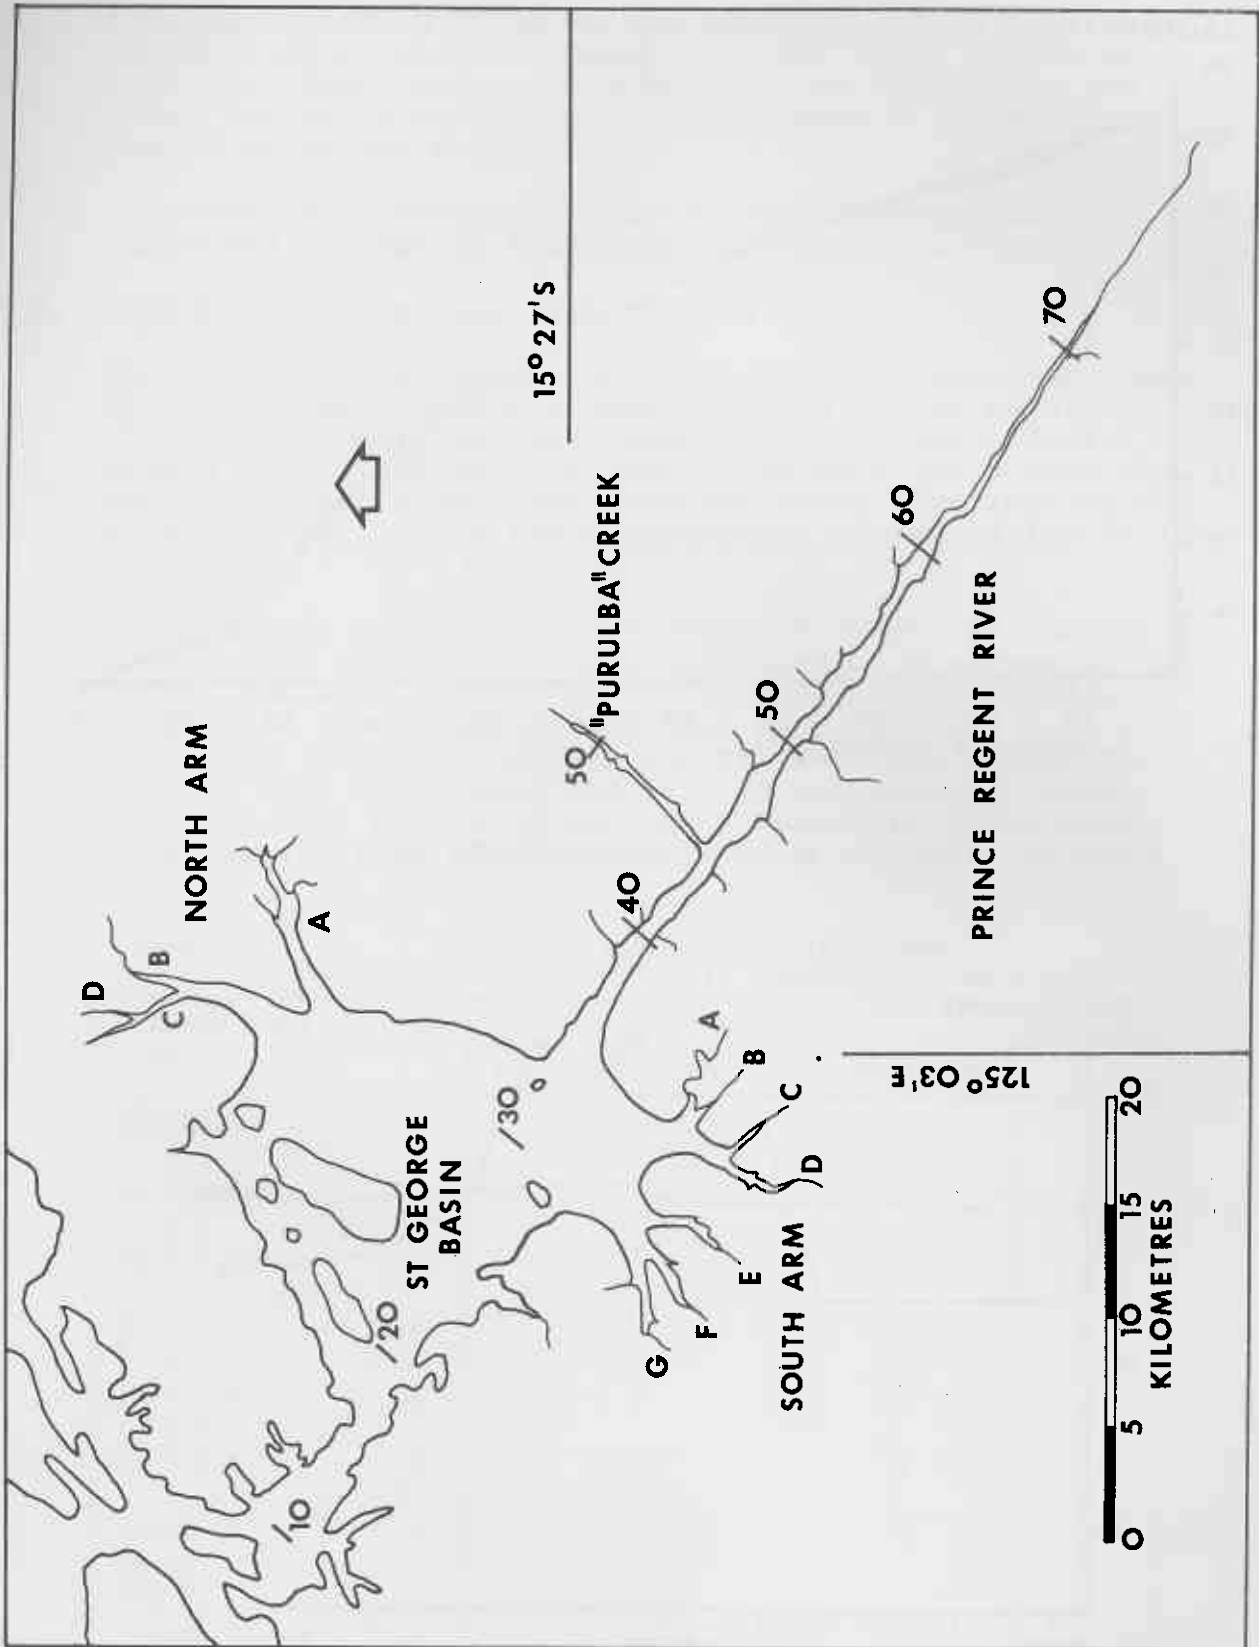 NORTH ARM
D
B
C
A
15° 27'S
ST GEORGE
BASIN
/10
/20
/30
"PURULBA" CREEK
50
40
50
60
70
PRINCE REGENT RIVER
A
B
C
D
E
F
G
SOUTH ARM
125° 03'E
0 5 10 15 20
KILOMETRES